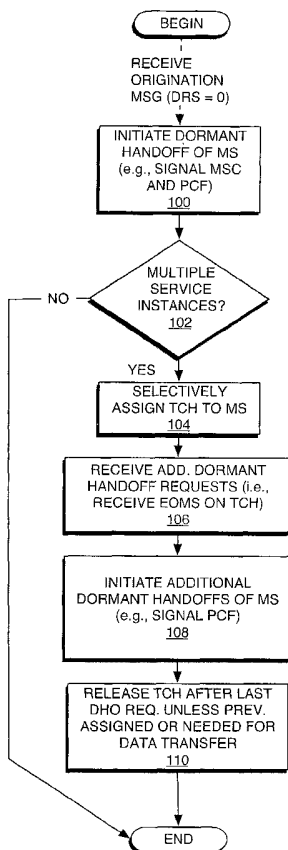 BEGIN
RECEIVE
ORIGINATION
MSG (DRS = 0)
INITIATE DORMANT
HANDOFF OF MS
(e.g., SIGNAL MSC
AND PCF)
100
MULTIPLE
SERVICE
INSTANCES?
102
NO
YES
SELECTIVELY
ASSIGN TCH TO MS
104
RECEIVE ADD. DORMANT
HANDOFF REQUESTS (i.e.,
RECEIVE EOMS ON TCH)
106
INITIATE ADDITIONAL
DORMANT HANDOFFS OF MS
(e.g., SIGNAL PCF)
108
RELEASE TCH AFTER LAST
DHO REQ. UNLESS PREV.
ASSIGNED OR NEEDED FOR
DATA TRANSFER
110
END